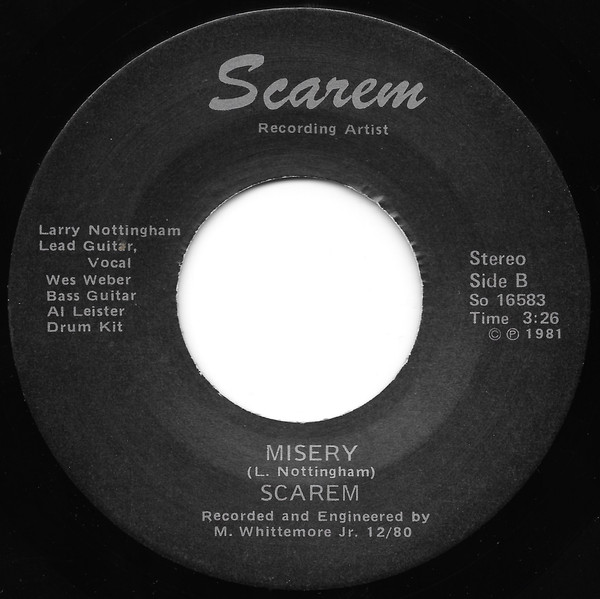 Scarem
Recording Artist
Larry Nottingham
Lead Guitar,
Vocal
Wes Weber
Bass Guitar
Al Leister
Drum Kit
Stereo
Side B
So 16583
Time 3:26
© ℗ 1981
MISERY
(L. Nottingham)
SCAREM
Recorded and Engineered by
M. Whittemore Jr. 12/80